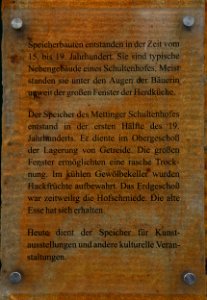 Speicherbauten entstanden in der Zeit vom
15. bis 19. Jahrhundert. Sie sind typische
Nebengebäude eines Schultenhofes. Meist
standen sie unter den Augen der Bäuerin
unweit der großen Fenster der Herdküche.
Der Speicher des Mettinger Schultenhofes
entstand in der ersten Hälfte des 19.
Jahrhunderts. Er diente im Obergeschoß
der Lagerung von Getreide. Die großen
Fenster ermöglichten eine rasche Trock-
nung. Im kühlen Gewölbekeller wurden
Hackfrüchte aufbewahrt. Das Erdgeschoß
war zeitweilig die Hofschmiede. Die alte
Esse hat sich erhalten.
Heute dient der Speicher für Kunst-
ausstellungen und andere kulturelle Veran-
staltungen.